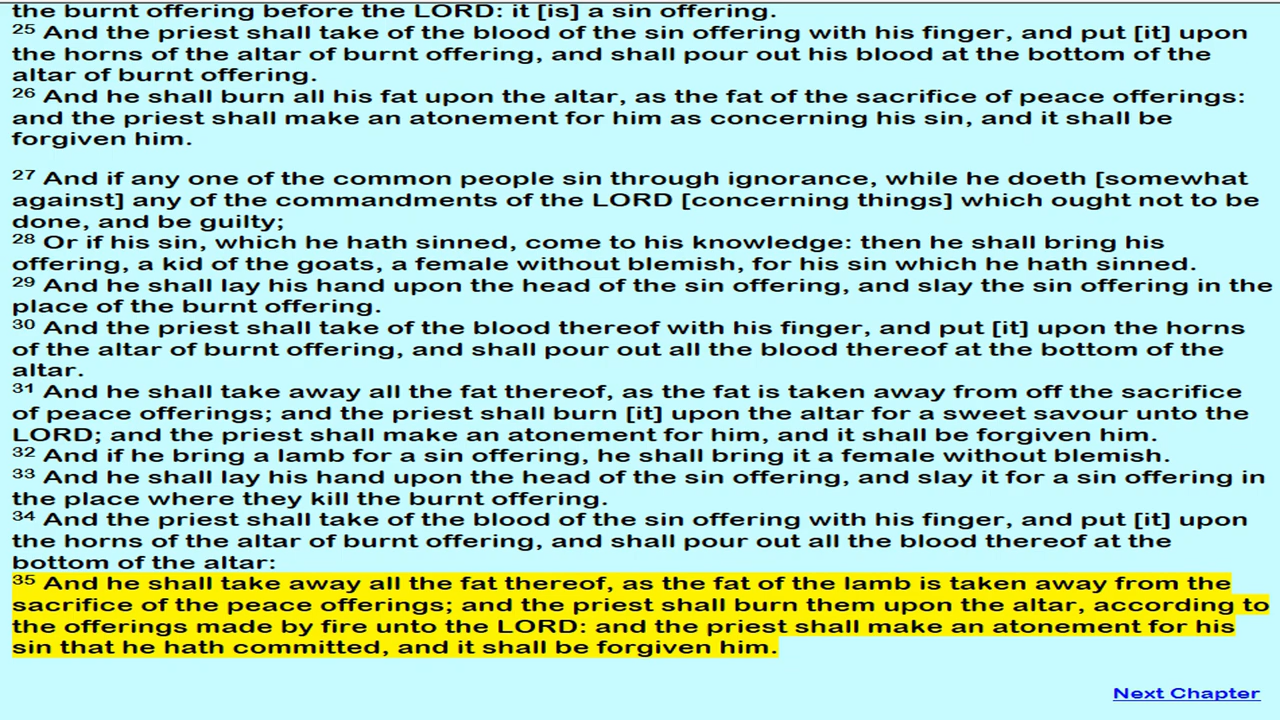 the burnt offering before the LORD: it [is] a sin offering.
25 And the priest shall take of the blood of the sin offering with his finger, and put [it] upon
the horns of the altar of burnt offering, and shall pour out his blood at the bottom of the
altar of burnt offering.
26 And he shall burn all his fat upon the altar, as the fat of the sacrifice of peace offerings:
and the priest shall make an atonement for him as concerning his sin, and it shall be
forgiven him.
27 And if any one of the common people sin through ignorance, while he doeth [somewhat
against] any of the commandments of the LORD [concerning things] which ought not to be
done, and be guilty;
28 Or if his sin, which he hath sinned, come to his knowledge: then he shall bring his
offering, a kid of the goats, a female without blemish, for his sin which he hath sinned.
29 And he shall lay his hand upon the head of the sin offering, and slay the sin offering in the
place of the burnt offering.
30 And the priest shall take of the blood thereof with his finger, and put [it] upon the horns
of the altar of burnt offering, and shall pour out all the blood thereof at the bottom of the
altar.
31 And he shall take away all the fat thereof, as the fat is taken away from off the sacrifice
of peace offerings; and the priest shall burn [it] upon the altar for a sweet savour unto the
LORD; and the priest shall make an atonement for him, and it shall be forgiven him.
32 And if he bring a lamb for a sin offering, he shall bring it a female without blemish.
33 And he shall lay his hand upon the head of the sin offering, and slay it for a sin offering in
the place where they kill the burnt offering.
34 And the priest shall take of the blood of the sin offering with his finger, and put [it] upon
the horns of the altar of burnt offering, and shall pour out all the blood thereof at the
bottom of the altar:
35 And he shall take away all the fat thereof, as the fat of the lamb is taken away from the
sacrifice of the peace offerings; and the priest shall burn them upon the altar, according to
the offerings made by fire unto the LORD: and the priest shall make an atonement for his
sin that he hath committed, and it shall be forgiven him.
Next Chapter